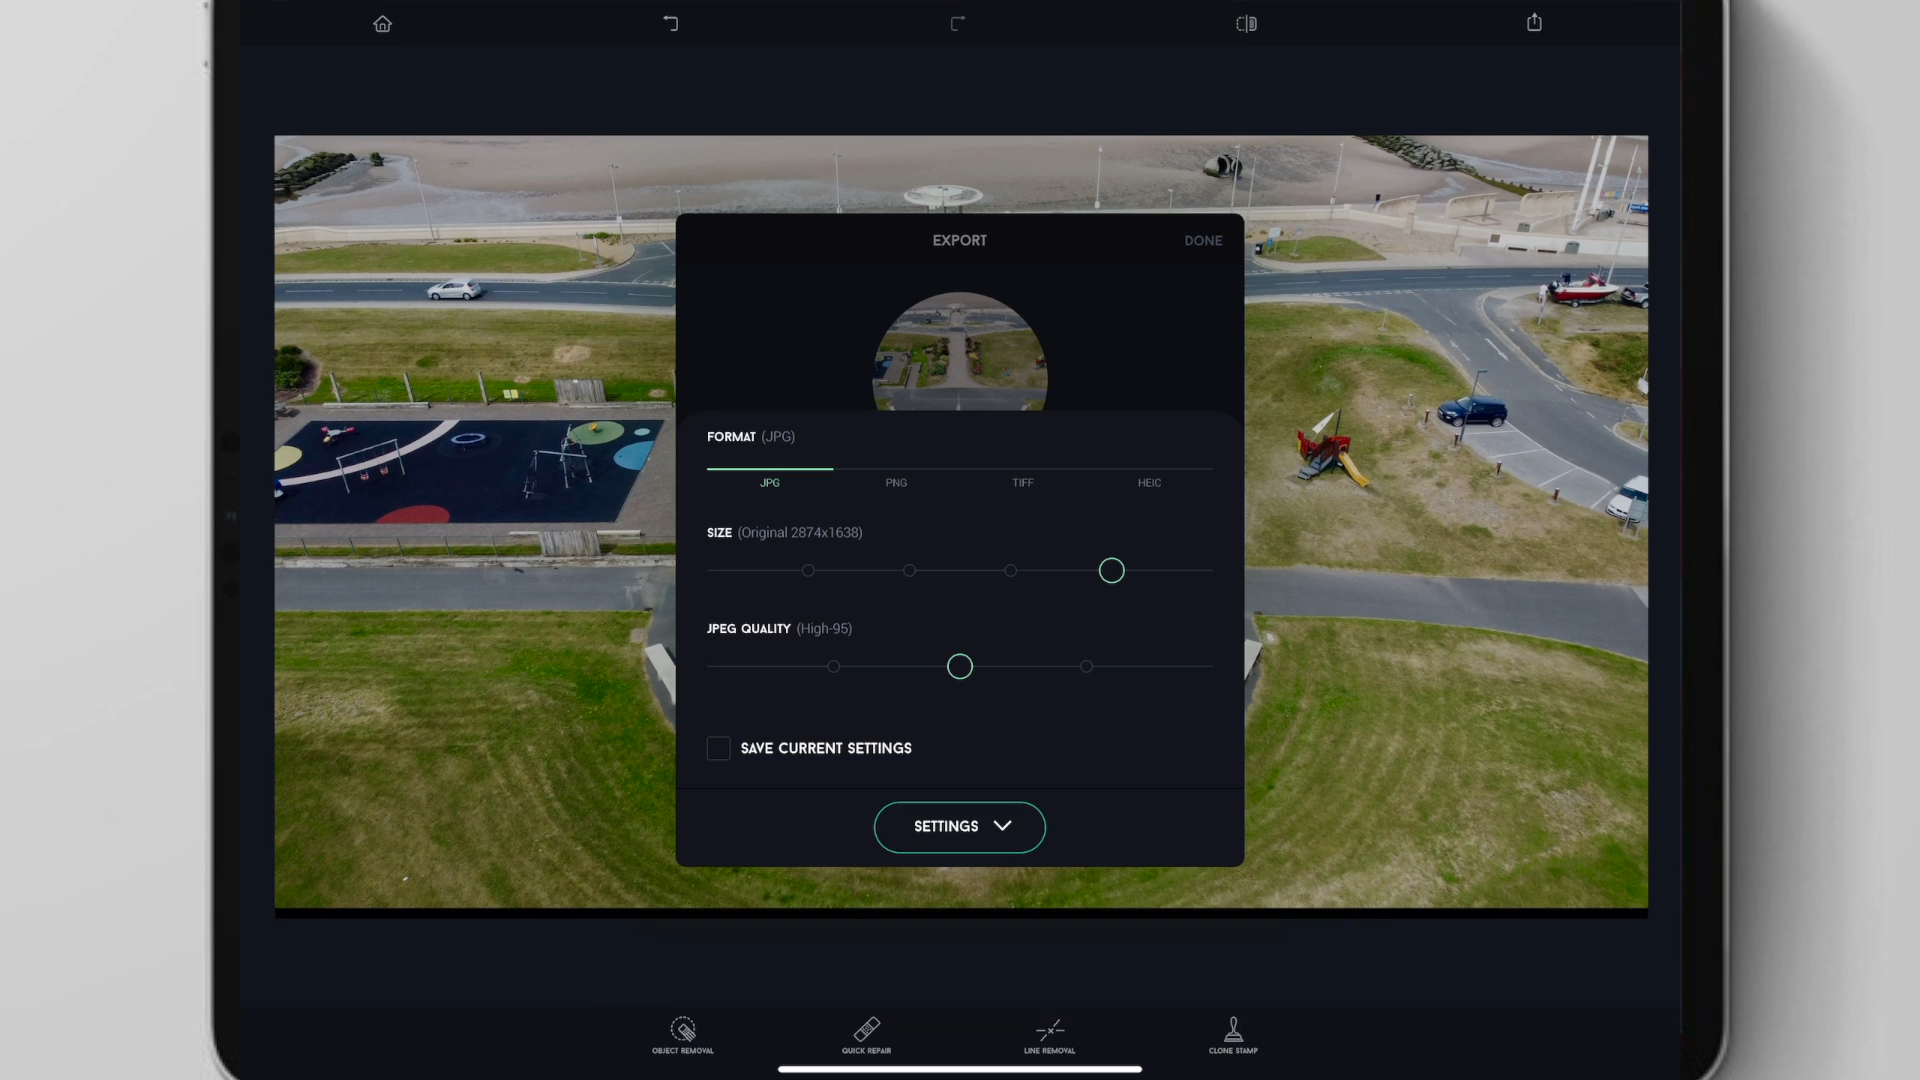 EXPORT
DONE
FORMAT (JPG)
JPG PNG TIFF HEIC
SIZE (Original 2874x1638)
JPEG QUALITY (High-95)
SAVE CURRENT SETTINGS
SETTINGS
OBJECT REMOVAL QUICK REPAIR LINE REMOVAL CLONE STAMP